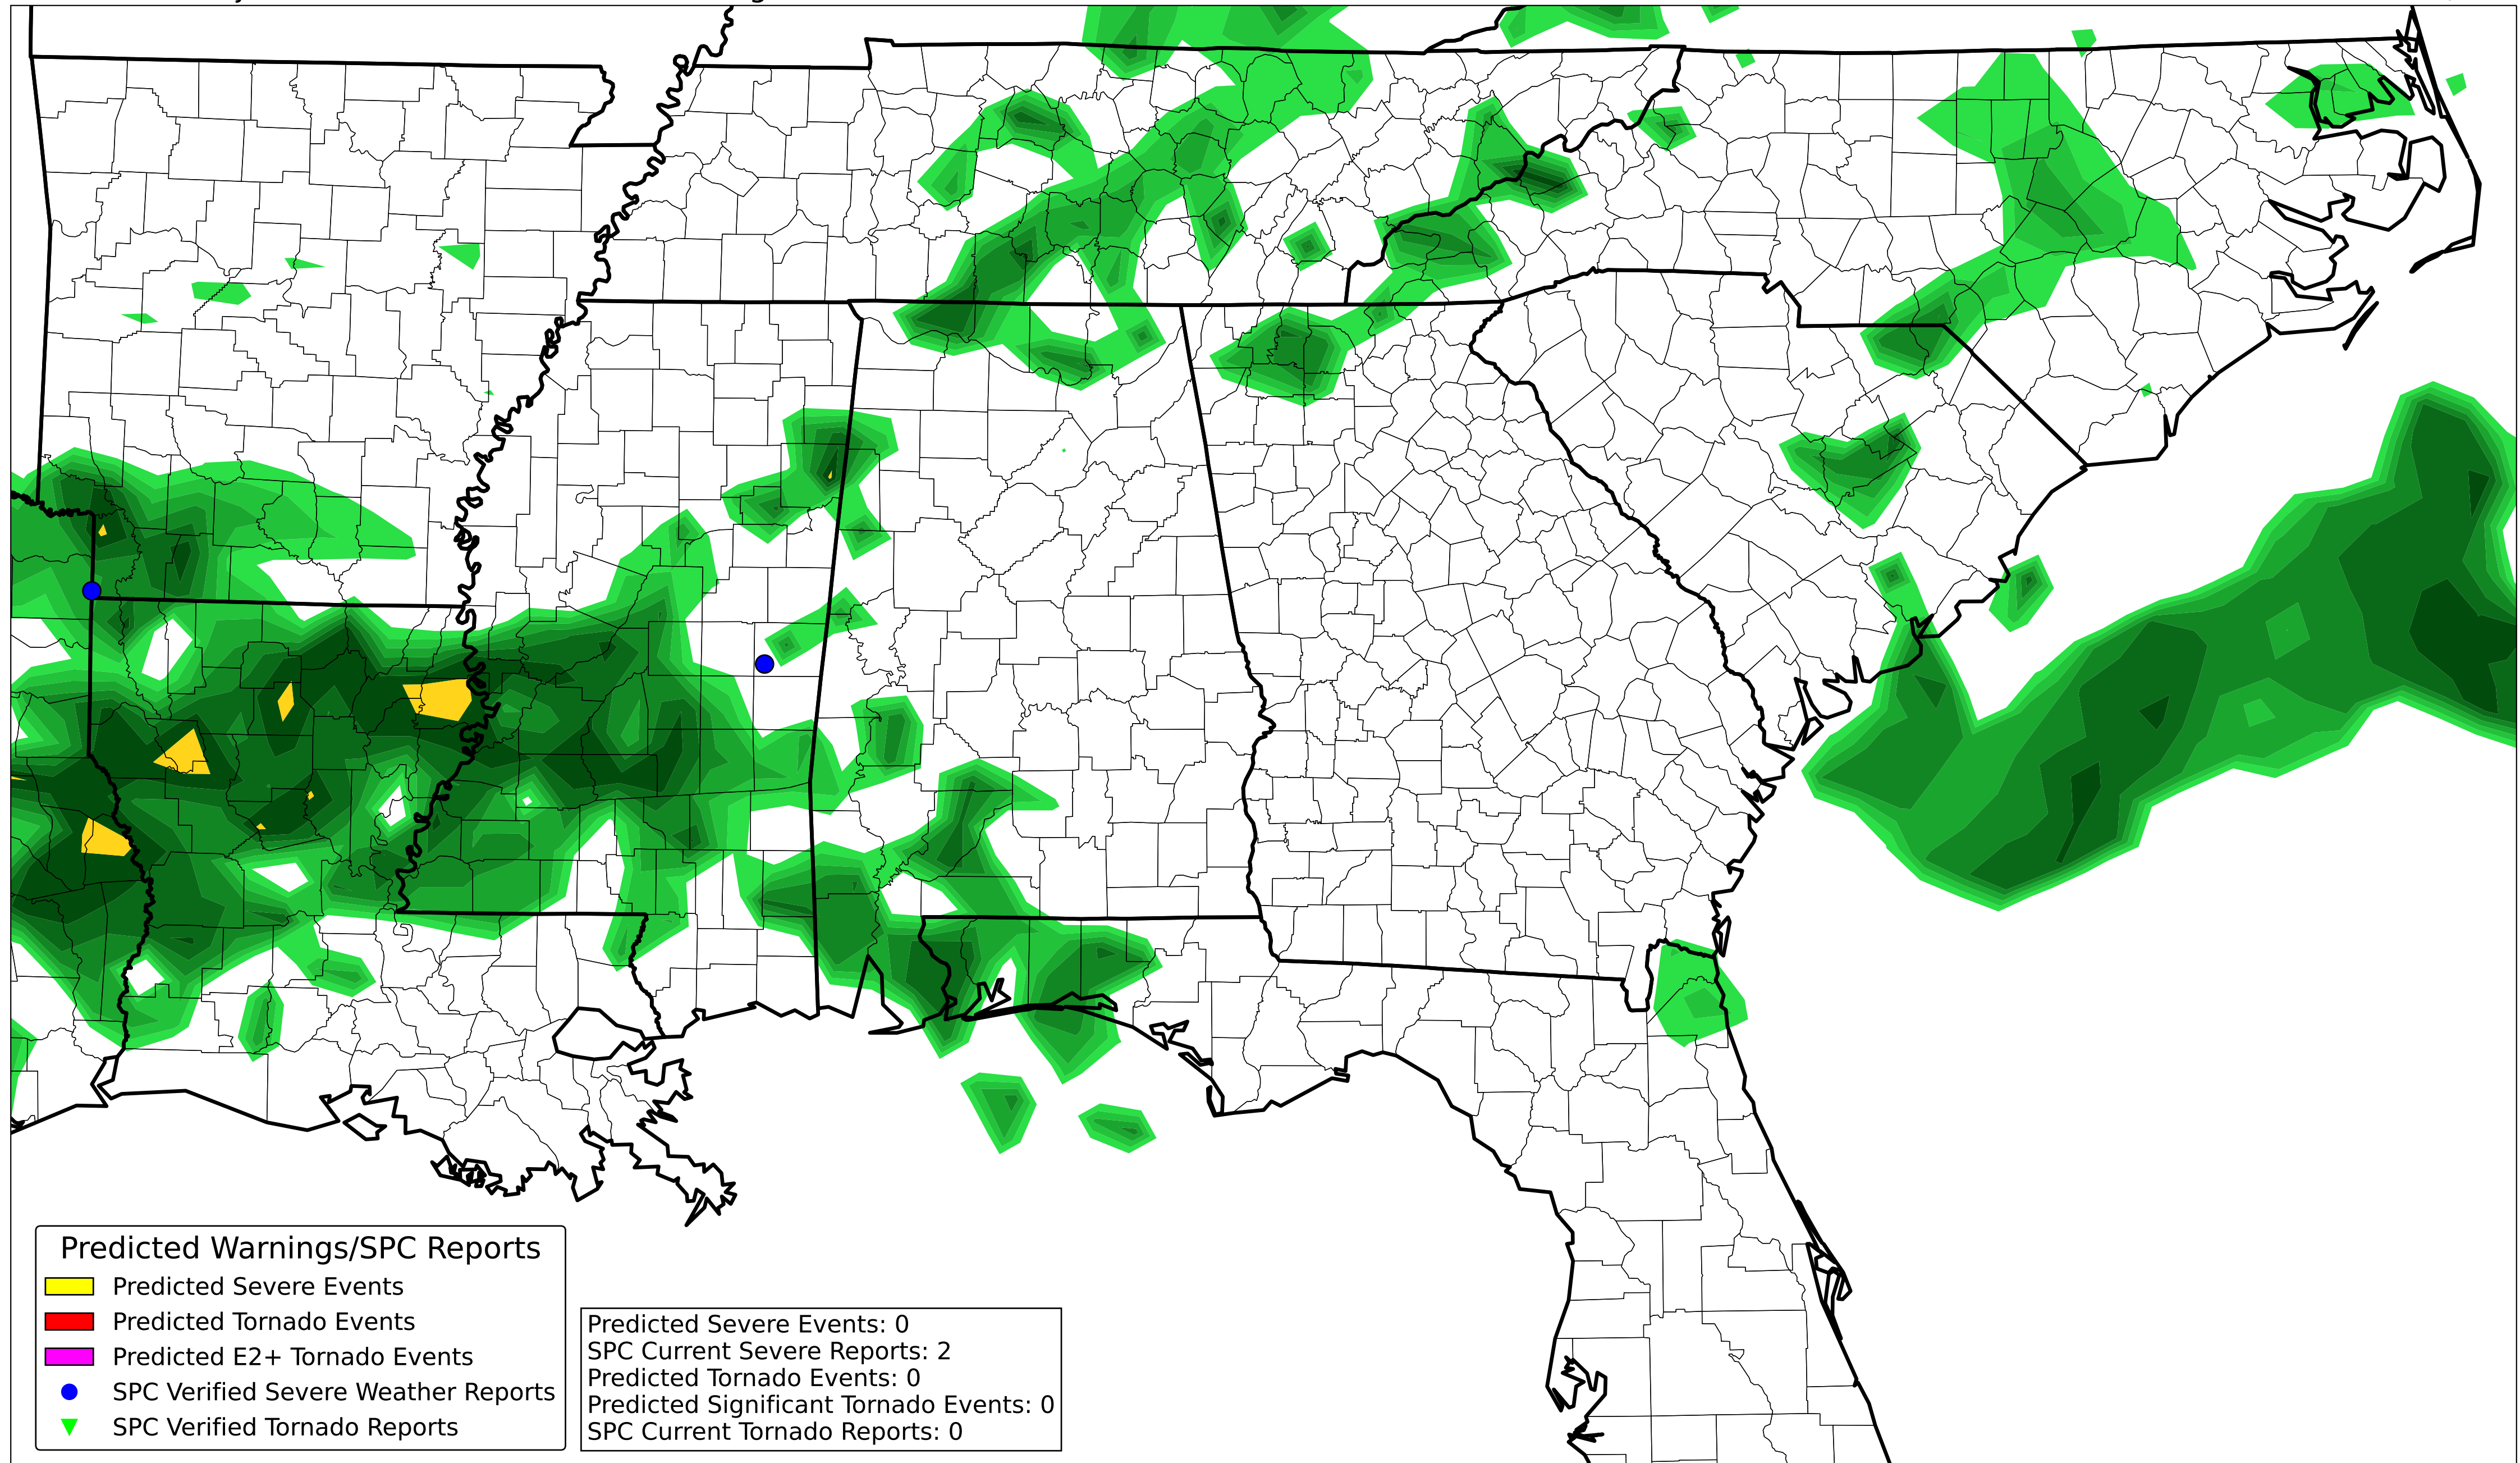 Predicted Warnings/SPC Reports
Predicted Severe Events
Predicted Tornado Events
Predicted E2+ Tornado Events
SPC Verified Severe Weather Reports
SPC Verified Tornado Reports
Predicted Severe Events: 0
SPC Current Severe Reports: 2
Predicted Tornado Events: 0
Predicted Significant Tornado Events: 0
SPC Current Tornado Reports: 0